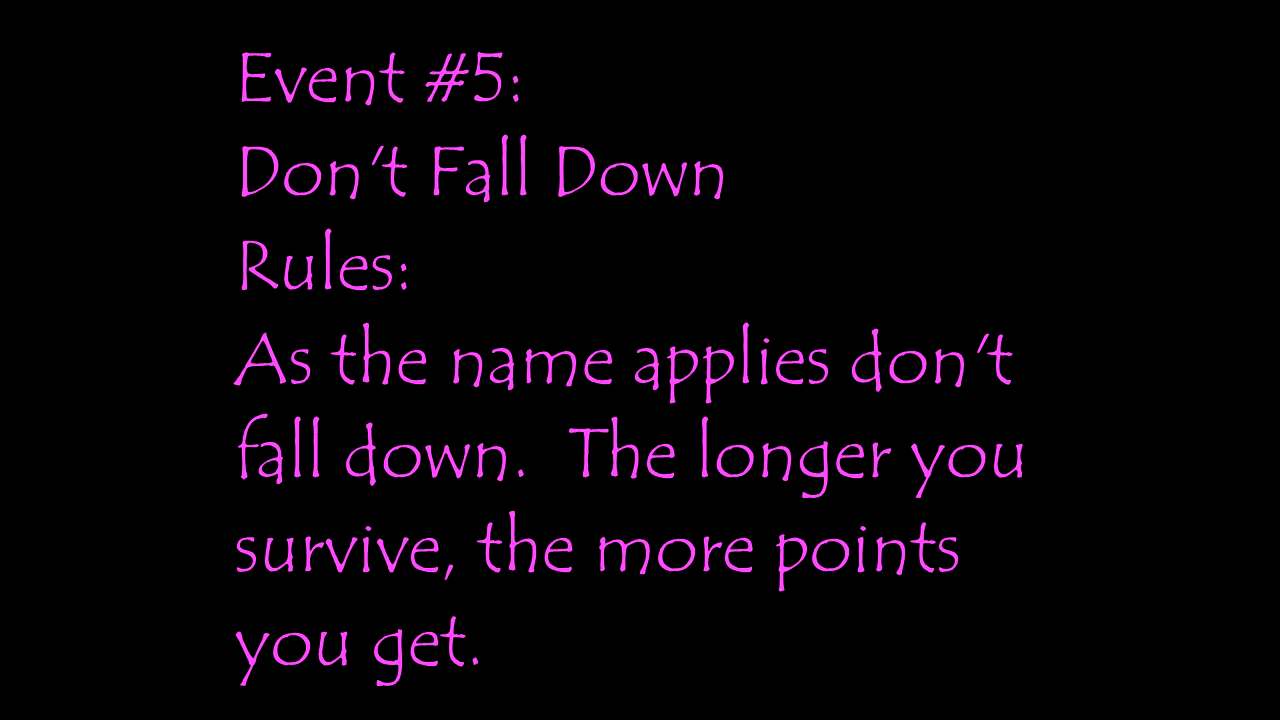 Event #5:
Don't Fall Down
Rules:
As the name applies don't
fall down.  The longer you
survive, the more points
you get.